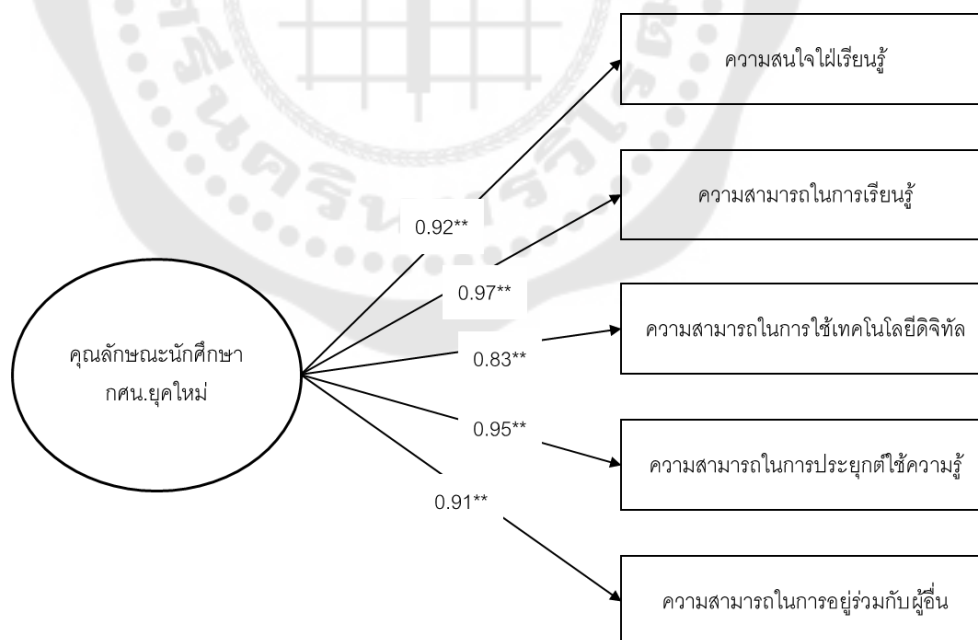 ความสนใจใฝ่เรียนรู้
ความสามารถในการเรียนรู้
0.92**
0.97**
ความสามารถในการใช้เทคโนโลยีดิจิทัล
คุณลักษณะนักศึกษา
กศน.ยุคใหม่
0.83**
0.95**
ความสามารถในการประยุกต์ใช้ความรู้
0.91**
ความสามารถในการอยู่ร่วมกับผู้อื่น